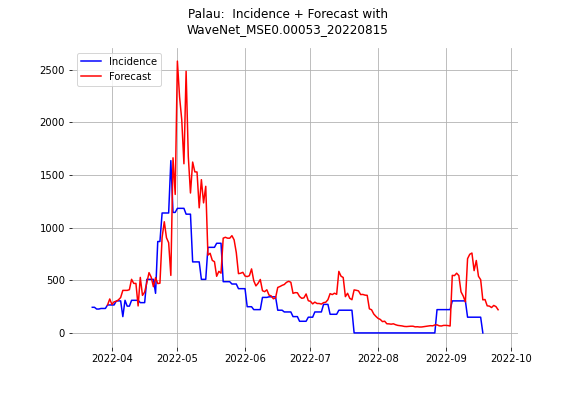 Palau:  Incidence + Forecast with
WaveNet_MSE0.00053_20220815
Incidence
Forecast
2500
2000
1500
1000
500
0
2022-04 2022-05 2022-06 2022-07 2022-08 2022-09 2022-10